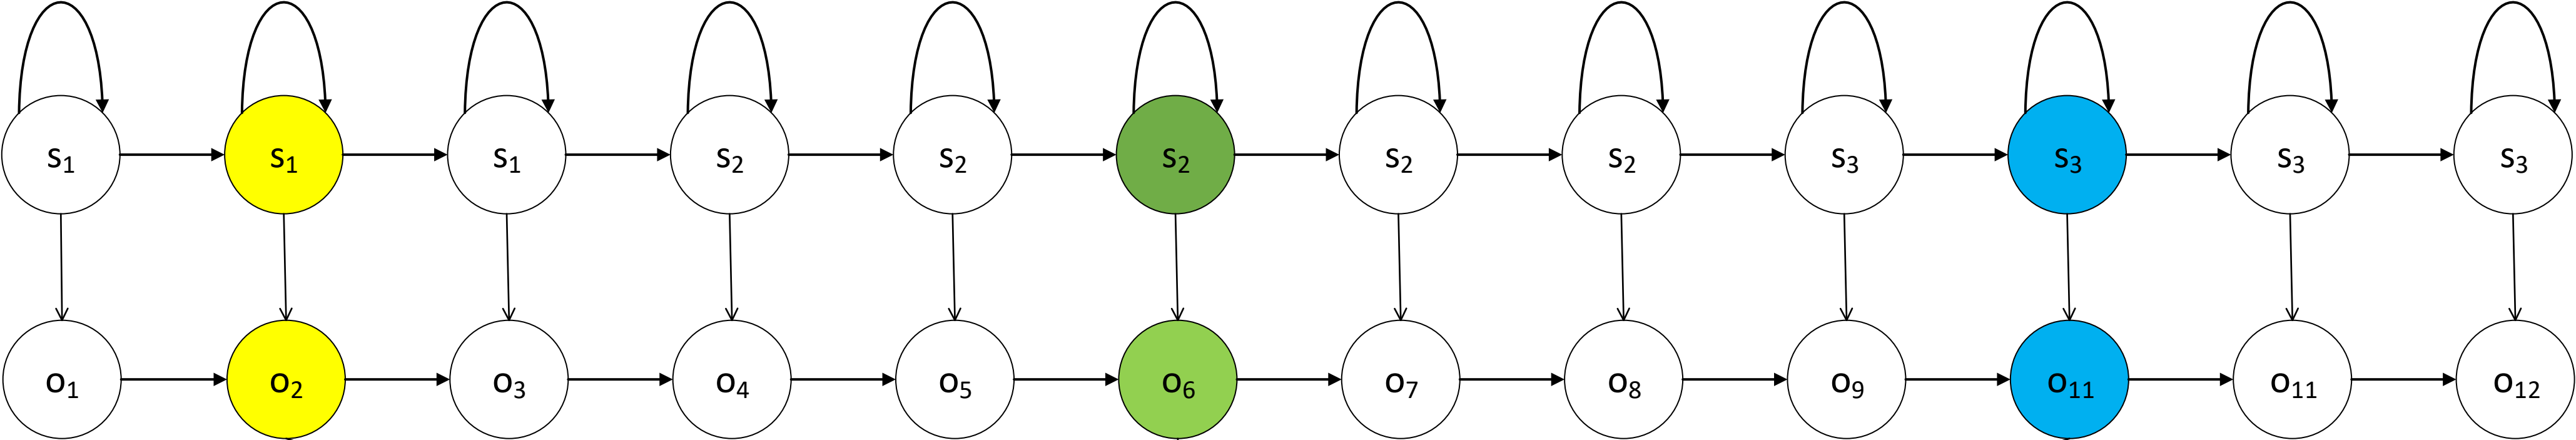 s1 s1 s1 s2 s2 s2 s2 s2 s3 s3 s3 s3
o1 o2 o3 o4 o5 o6 o7 o8 o9 o11 o11 o12